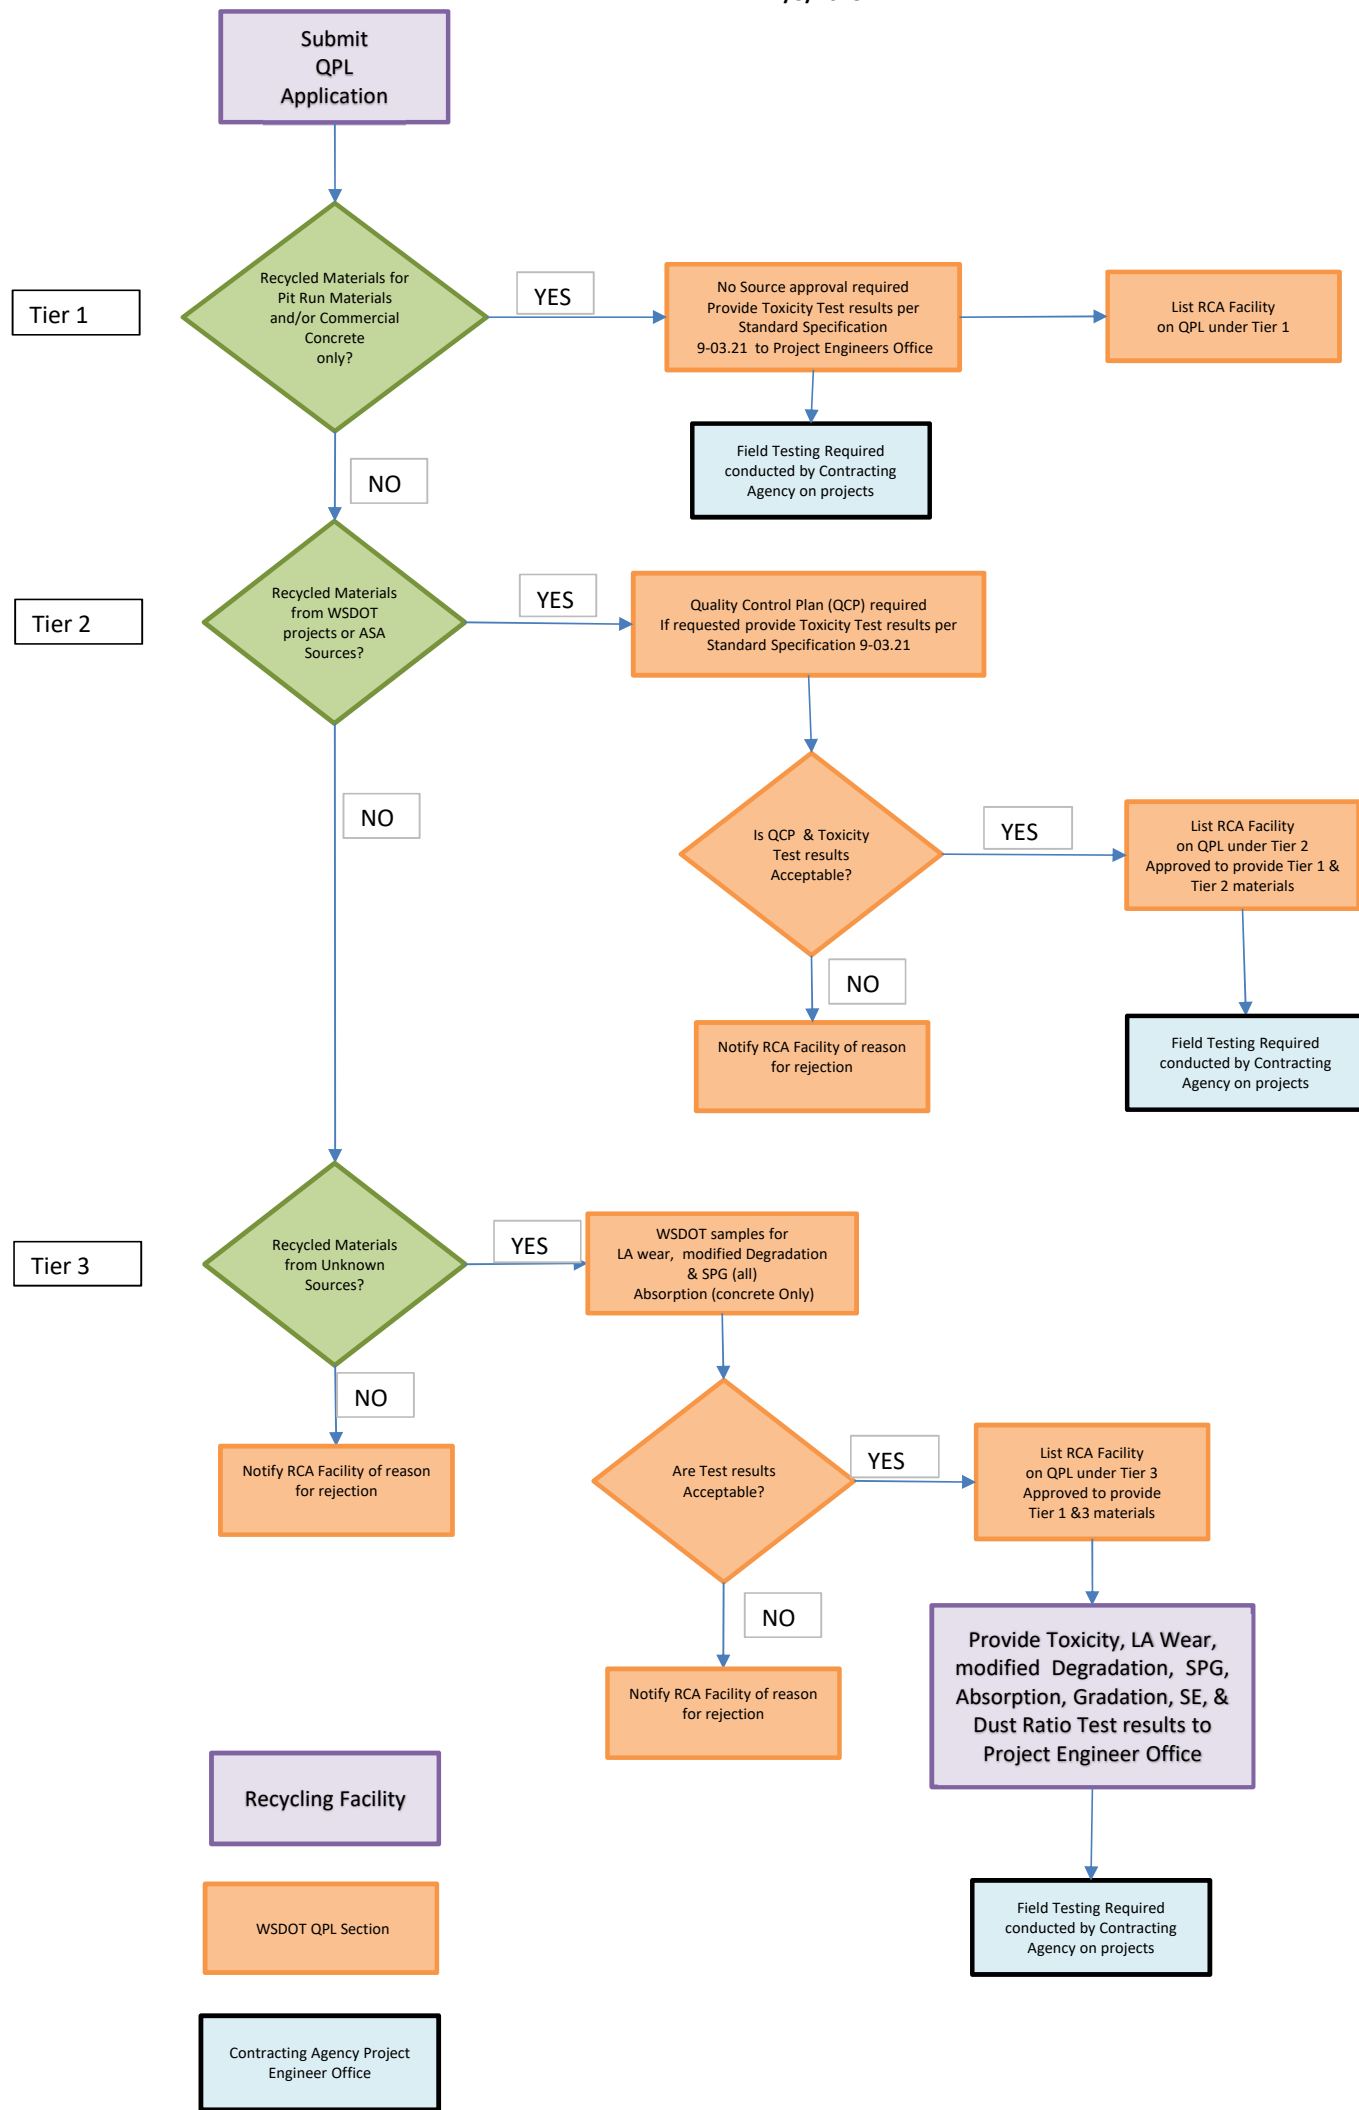 Submit
QPL
Application
Tier 1
Recycled Materials for
Pit Run Materials
and/or Commercial
Concrete
only?
YES
No Source approval required
Provide Toxicity Test results per
Standard Specification
9-03.21 to Project Engineers Office
List RCA Facility
on QPL under Tier 1
NO
Field Testing Required
conducted by Contracting
Agency on projects
Tier 2
Recycled Materials
from WSDOT
projects or ASA
Sources?
YES
Quality Control Plan (QCP) required
If requested provide Toxicity Test results per
Standard Specification 9-03.21
NO
Is QCP & Toxicity
Test results
Acceptable?
YES
List RCA Facility
on QPL under Tier 2
Approved to provide Tier 1 &
Tier 2 materials
NO
Notify RCA Facility of reason
for rejection
Field Testing Required
conducted by Contracting
Agency on projects
Tier 3
Recycled Materials
from Unknown
Sources?
YES
WSDOT samples for
LA wear, modified Degradation
& SPG (all)
Absorption (concrete Only)
NO
Notify RCA Facility of reason
for rejection
Are Test results
Acceptable?
YES
List RCA Facility
on QPL under Tier 3
Approved to provide
Tier 1 &3 materials
NO
Notify RCA Facility of reason
for rejection
Provide Toxicity, LA Wear,
modified Degradation, SPG,
Absorption, Gradation, SE, &
Dust Ratio Test results to
Project Engineer Office
Recycling Facility
WSDOT QPL Section
Field Testing Required
conducted by Contracting
Agency on projects
Contracting Agency Project
Engineer Office